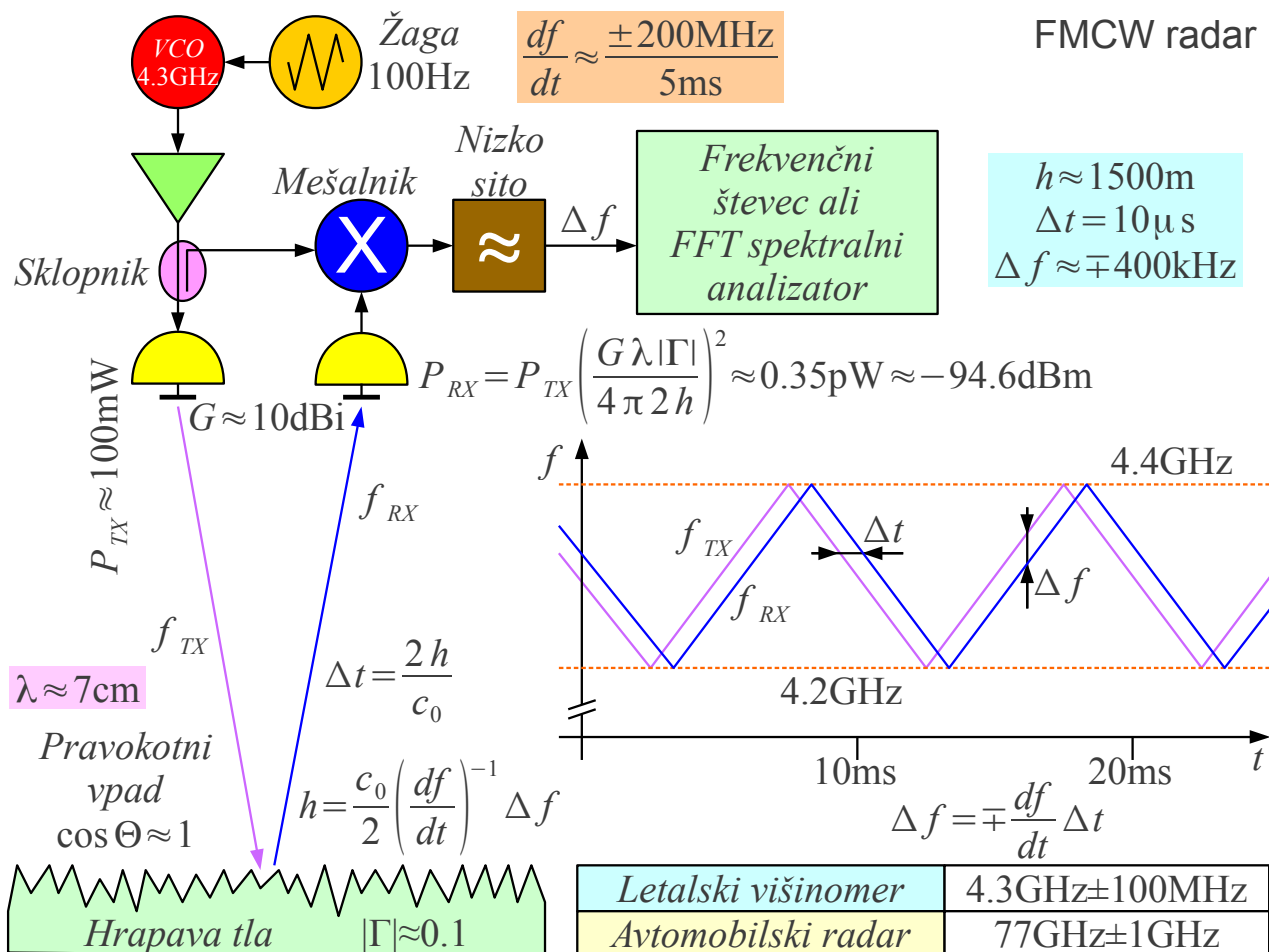 FMCW radar
VCO
4.3GHz
Žaga
100Hz
df/dt ≈ ±200MHz/5ms
Mešalnik
Nizko
sito
Δf
Frekvenčni
števec ali
FFT spektralni
analizator
h≈1500m
Δt=10μs
Δf≈∓400kHz
Sklopnik
P_TX≈100mW
G≈10dBi
P_RX=P_TX(Gλ|Γ|/4π2h)²≈0.35pW≈−94.6dBm
f_TX
f_RX
λ≈7cm
Δt=2h/c₀
Pravokotni
vpad
cosΘ≈1
h=c₀/2(df/dt)⁻¹Δf
Hrapava tla |Γ|≈0.1
f
4.4GHz
f_TX
Δt
f_RX
Δf
4.2GHz
10ms
20ms
t
Δf=∓df/dt Δt
Letalski višinomer 4.3GHz±100MHz
Avtomobilski radar 77GHz±1GHz